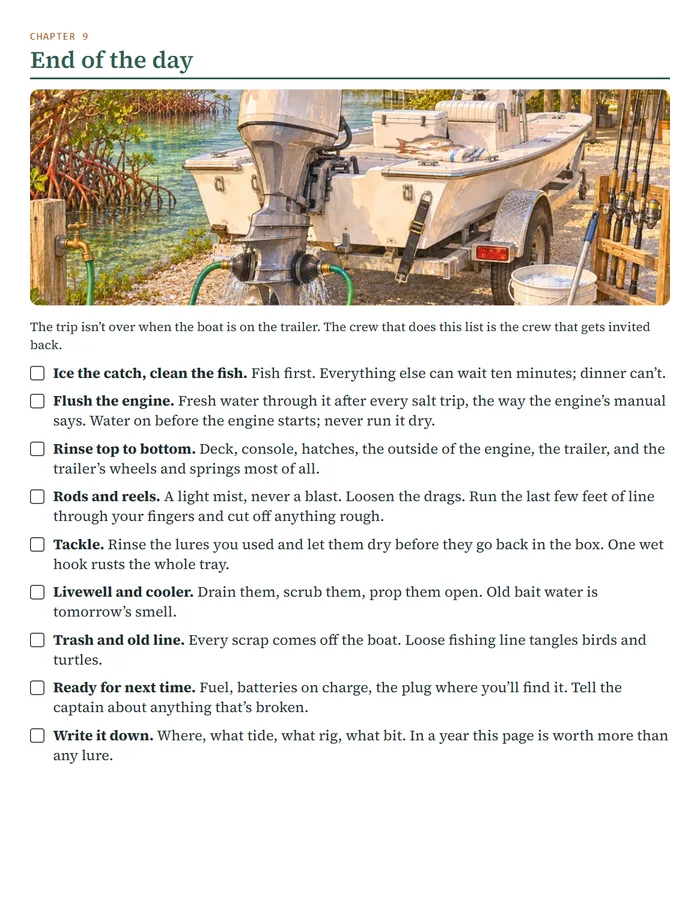 CHAPTER 9
End of the day
The trip isn’t over when the boat is on the trailer. The crew that does this list is the crew that gets invited
back.
Ice the catch, clean the fish. Fish first. Everything else can wait ten minutes; dinner can’t.
Flush the engine. Fresh water through it after every salt trip, the way the engine’s manual
says. Water on before the engine starts; never run it dry.
Rinse top to bottom. Deck, console, hatches, the outside of the engine, the trailer, and the
trailer’s wheels and springs most of all.
Rods and reels. A light mist, never a blast. Loosen the drags. Run the last few feet of line
through your fingers and cut off anything rough.
Tackle. Rinse the lures you used and let them dry before they go back in the box. One wet
hook rusts the whole tray.
Livewell and cooler. Drain them, scrub them, prop them open. Old bait water is
tomorrow’s smell.
Trash and old line. Every scrap comes off the boat. Loose fishing line tangles birds and
turtles.
Ready for next time. Fuel, batteries on charge, the plug where you’ll find it. Tell the
captain about anything that’s broken.
Write it down. Where, what tide, what rig, what bit. In a year this page is worth more than
any lure.